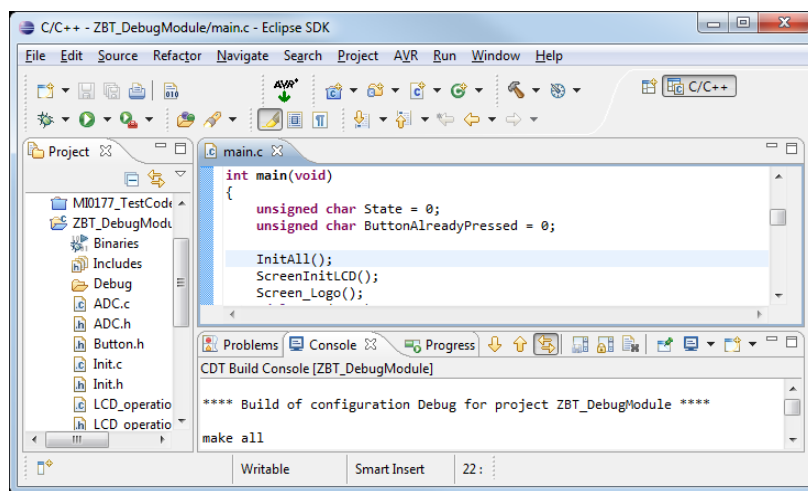 C/C++ - ZBT_DebugModule/main.c - Eclipse SDK
File Edit Source Refactor Navigate Search Project AVR Run Window Help
AVR
C/C++
Project
main.c
MI0177_TestCode
ZBT_DebugModu
Binaries
Includes
Debug
ADC.c
ADC.h
Button.h
Init.c
Init.h
LCD_operatio
LCD operatio
int main(void)
{
unsigned char State = 0;
unsigned char ButtonAlreadyPressed = 0;
InitAll();
ScreenInitLCD();
Screen_Logo();
Problems Console Progress
CDT Build Console [ZBT_DebugModule]
**** Build of configuration Debug for project ZBT_DebugModule ****
make all
Writable Smart Insert 22 :